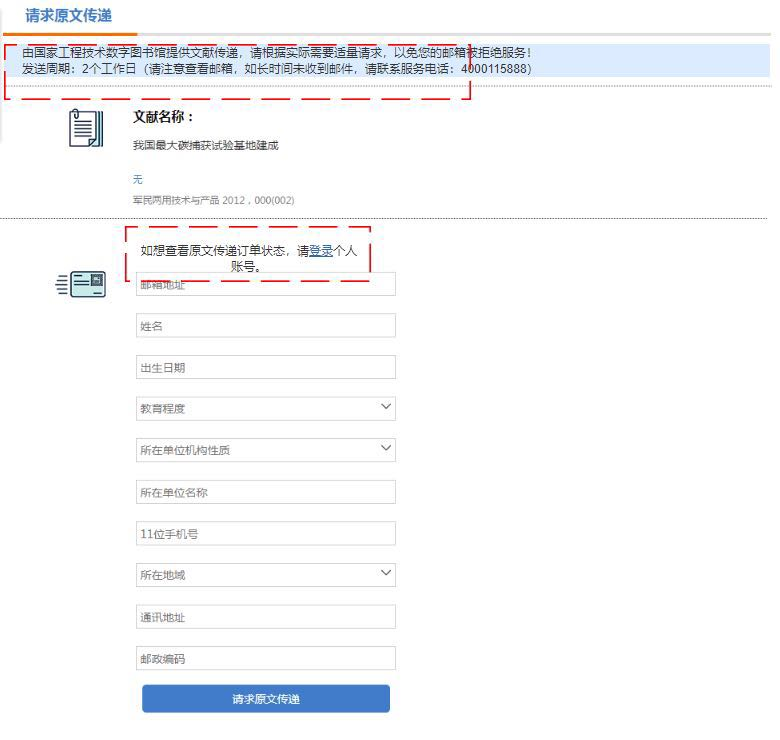 请求原文传递
由国家工程技术数字图书馆提供文献传递，请根据实际需要适量请求，以免您的邮箱被拒绝服务！
发送周期：2个工作日（请注意查看邮箱，如长时间未收到邮件，请联系服务电话：4000115888）
文献名称：
我国最大碳捕获试验基地建成
无
军民两用技术与产品 2012，000(002)
如想查看原文传递订单状态，请登录个人
账号。
邮箱地址
姓名
出生日期
教育程度
所在单位机构性质
所在单位名称
11位手机号
所在地域
通讯地址
邮政编码
请求原文传递